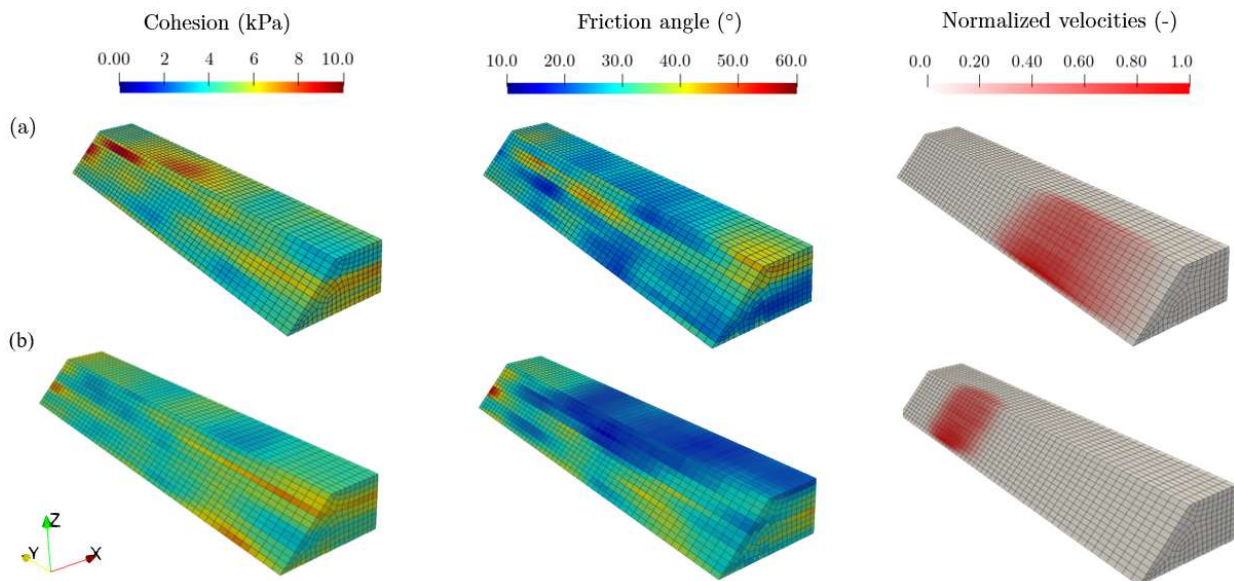 Cohesion (kPa) Friction angle (°) Normalized velocities (-)
0.00 2 4 6 8 10.0 10.0 20.0 30.0 40.0 50.0 60.0 0.0 0.20 0.40 0.60 0.80 1.0
(a)
(b)
Z
-Y X